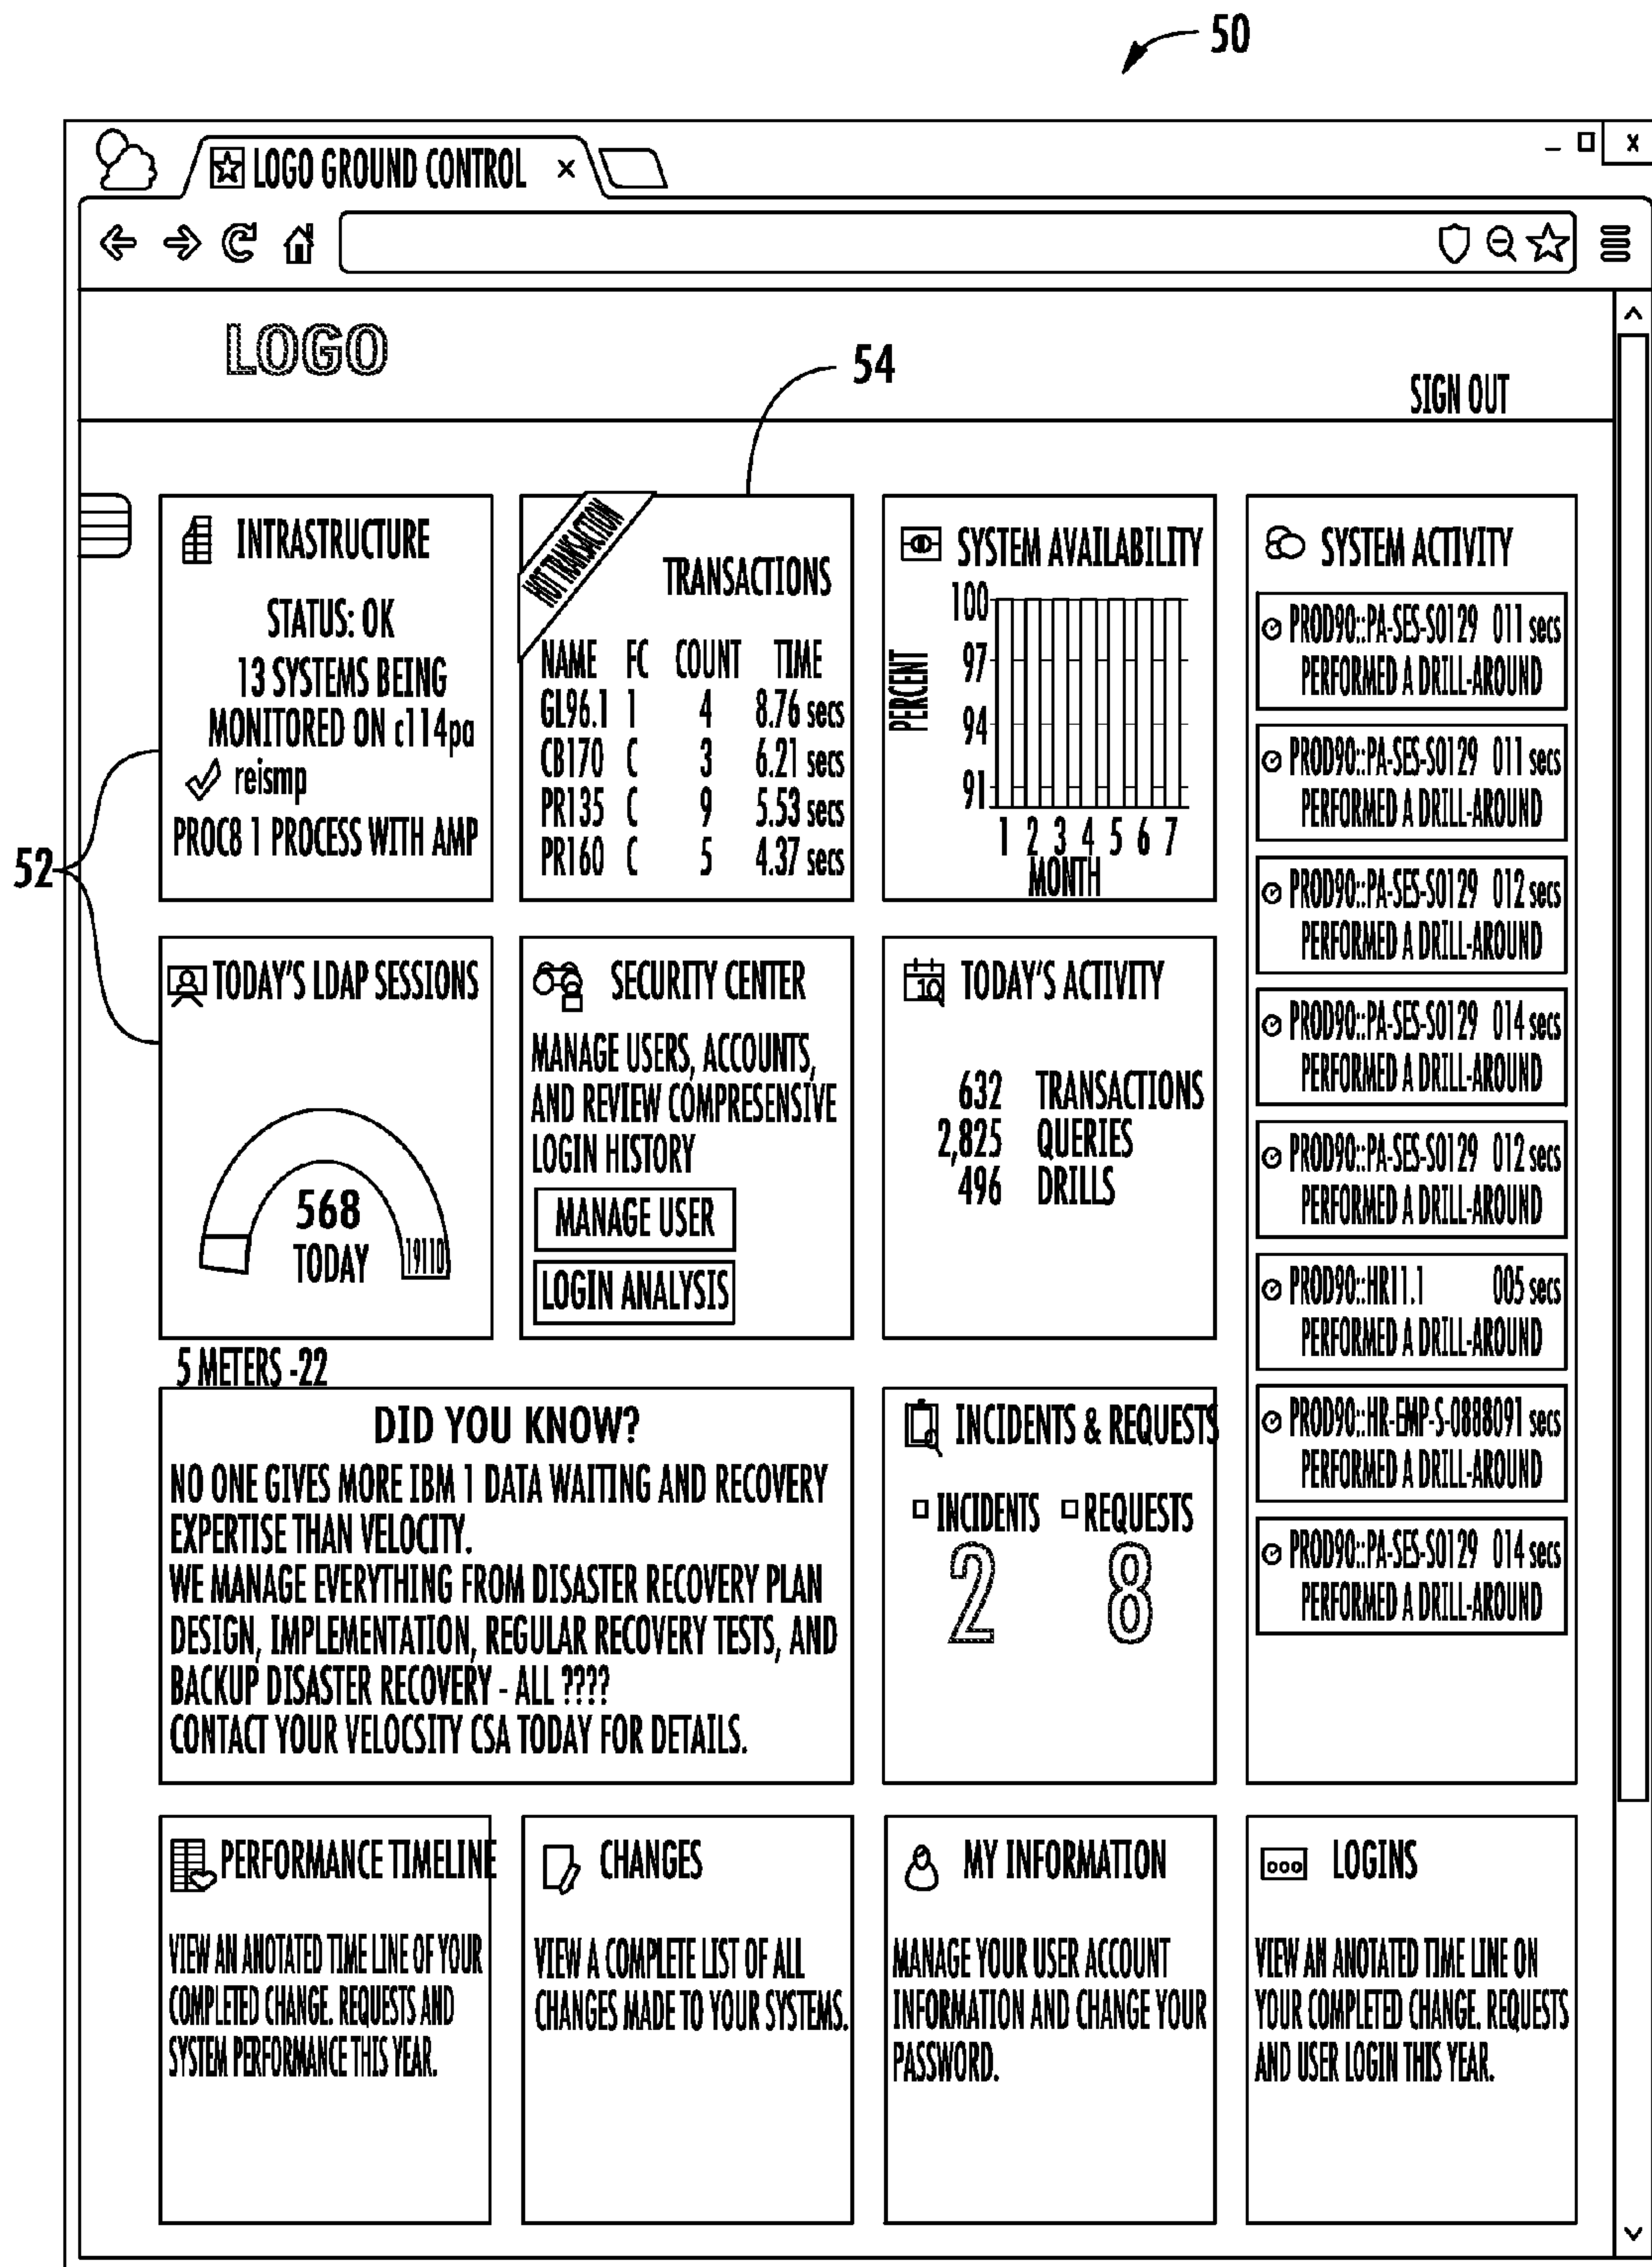 50
LOGO GROUND CONTROL
LOGO
54
SIGN OUT
INTRASTRUCTURE
STATUS: OK
13 SYSTEMS BEING
MONITORED ON c114pa
reismp
PROC8 1 PROCESS WITH AMP
52
HOT TRANSACTION
TRANSACTIONS
NAME FC COUNT TIME
GL96.1 1 4 8.76 secs
CB170 C 3 6.21 secs
PR135 C 9 5.53 secs
PR160 C 5 4.37 secs
SYSTEM AVAILABILITY
PERCENT
100
97
94
91
1 2 3 4 5 6 7
MONTH
SYSTEM ACTIVITY
PROD90::PA-SES-S0129 011 secs
PERFORMED A DRILL-AROUND
PROD90::PA-SES-S0129 011 secs
PERFORMED A DRILL-AROUND
PROD90::PA-SES-S0129 012 secs
PERFORMED A DRILL-AROUND
PROD90::PA-SES-S0129 014 secs
PERFORMED A DRILL-AROUND
PROD90::PA-SES-S0129 012 secs
PERFORMED A DRILL-AROUND
PROD90::HR11.1 005 secs
PERFORMED A DRILL-AROUND
PROD90::HR-EMP-S-0888091 secs
PERFORMED A DRILL-AROUND
PROD90::PA-SES-S0129 014 secs
PERFORMED A DRILL-AROUND
TODAY'S LDAP SESSIONS
568
TODAY
19110
5 METERS -22
SECURITY CENTER
MANAGE USERS, ACCOUNTS,
AND REVIEW COMPRESENSIVE
LOGIN HISTORY
MANAGE USER
LOGIN ANALYSIS
10
TODAY'S ACTIVITY
632 TRANSACTIONS
2,825 QUERIES
496 DRILLS
DID YOU KNOW?
NO ONE GIVES MORE IBM 1 DATA WAITING AND RECOVERY
EXPERTISE THAN VELOCITY.
WE MANAGE EVERYTHING FROM DISASTER RECOVERY PLAN
DESIGN, IMPLEMENTATION, REGULAR RECOVERY TESTS, AND
BACKUP DISASTER RECOVERY - ALL ????
CONTACT YOUR VELOCSITY CSA TODAY FOR DETAILS.
INCIDENTS & REQUESTS
INCIDENTS REQUESTS
2 8
PERFORMANCE TIMELINE
VIEW AN ANOTATED TIME LINE OF YOUR
COMPLETED CHANGE. REQUESTS AND
SYSTEM PERFORMANCE THIS YEAR.
CHANGES
VIEW A COMPLETE LIST OF ALL
CHANGES MADE TO YOUR SYSTEMS.
MY INFORMATION
MANAGE YOUR USER ACCOUNT
INFORMATION AND CHANGE YOUR
PASSWORD.
LOGINS
VIEW AN ANOTATED TIME LINE ON
YOUR COMPLETED CHANGE. REQUESTS
AND USER LOGIN THIS YEAR.